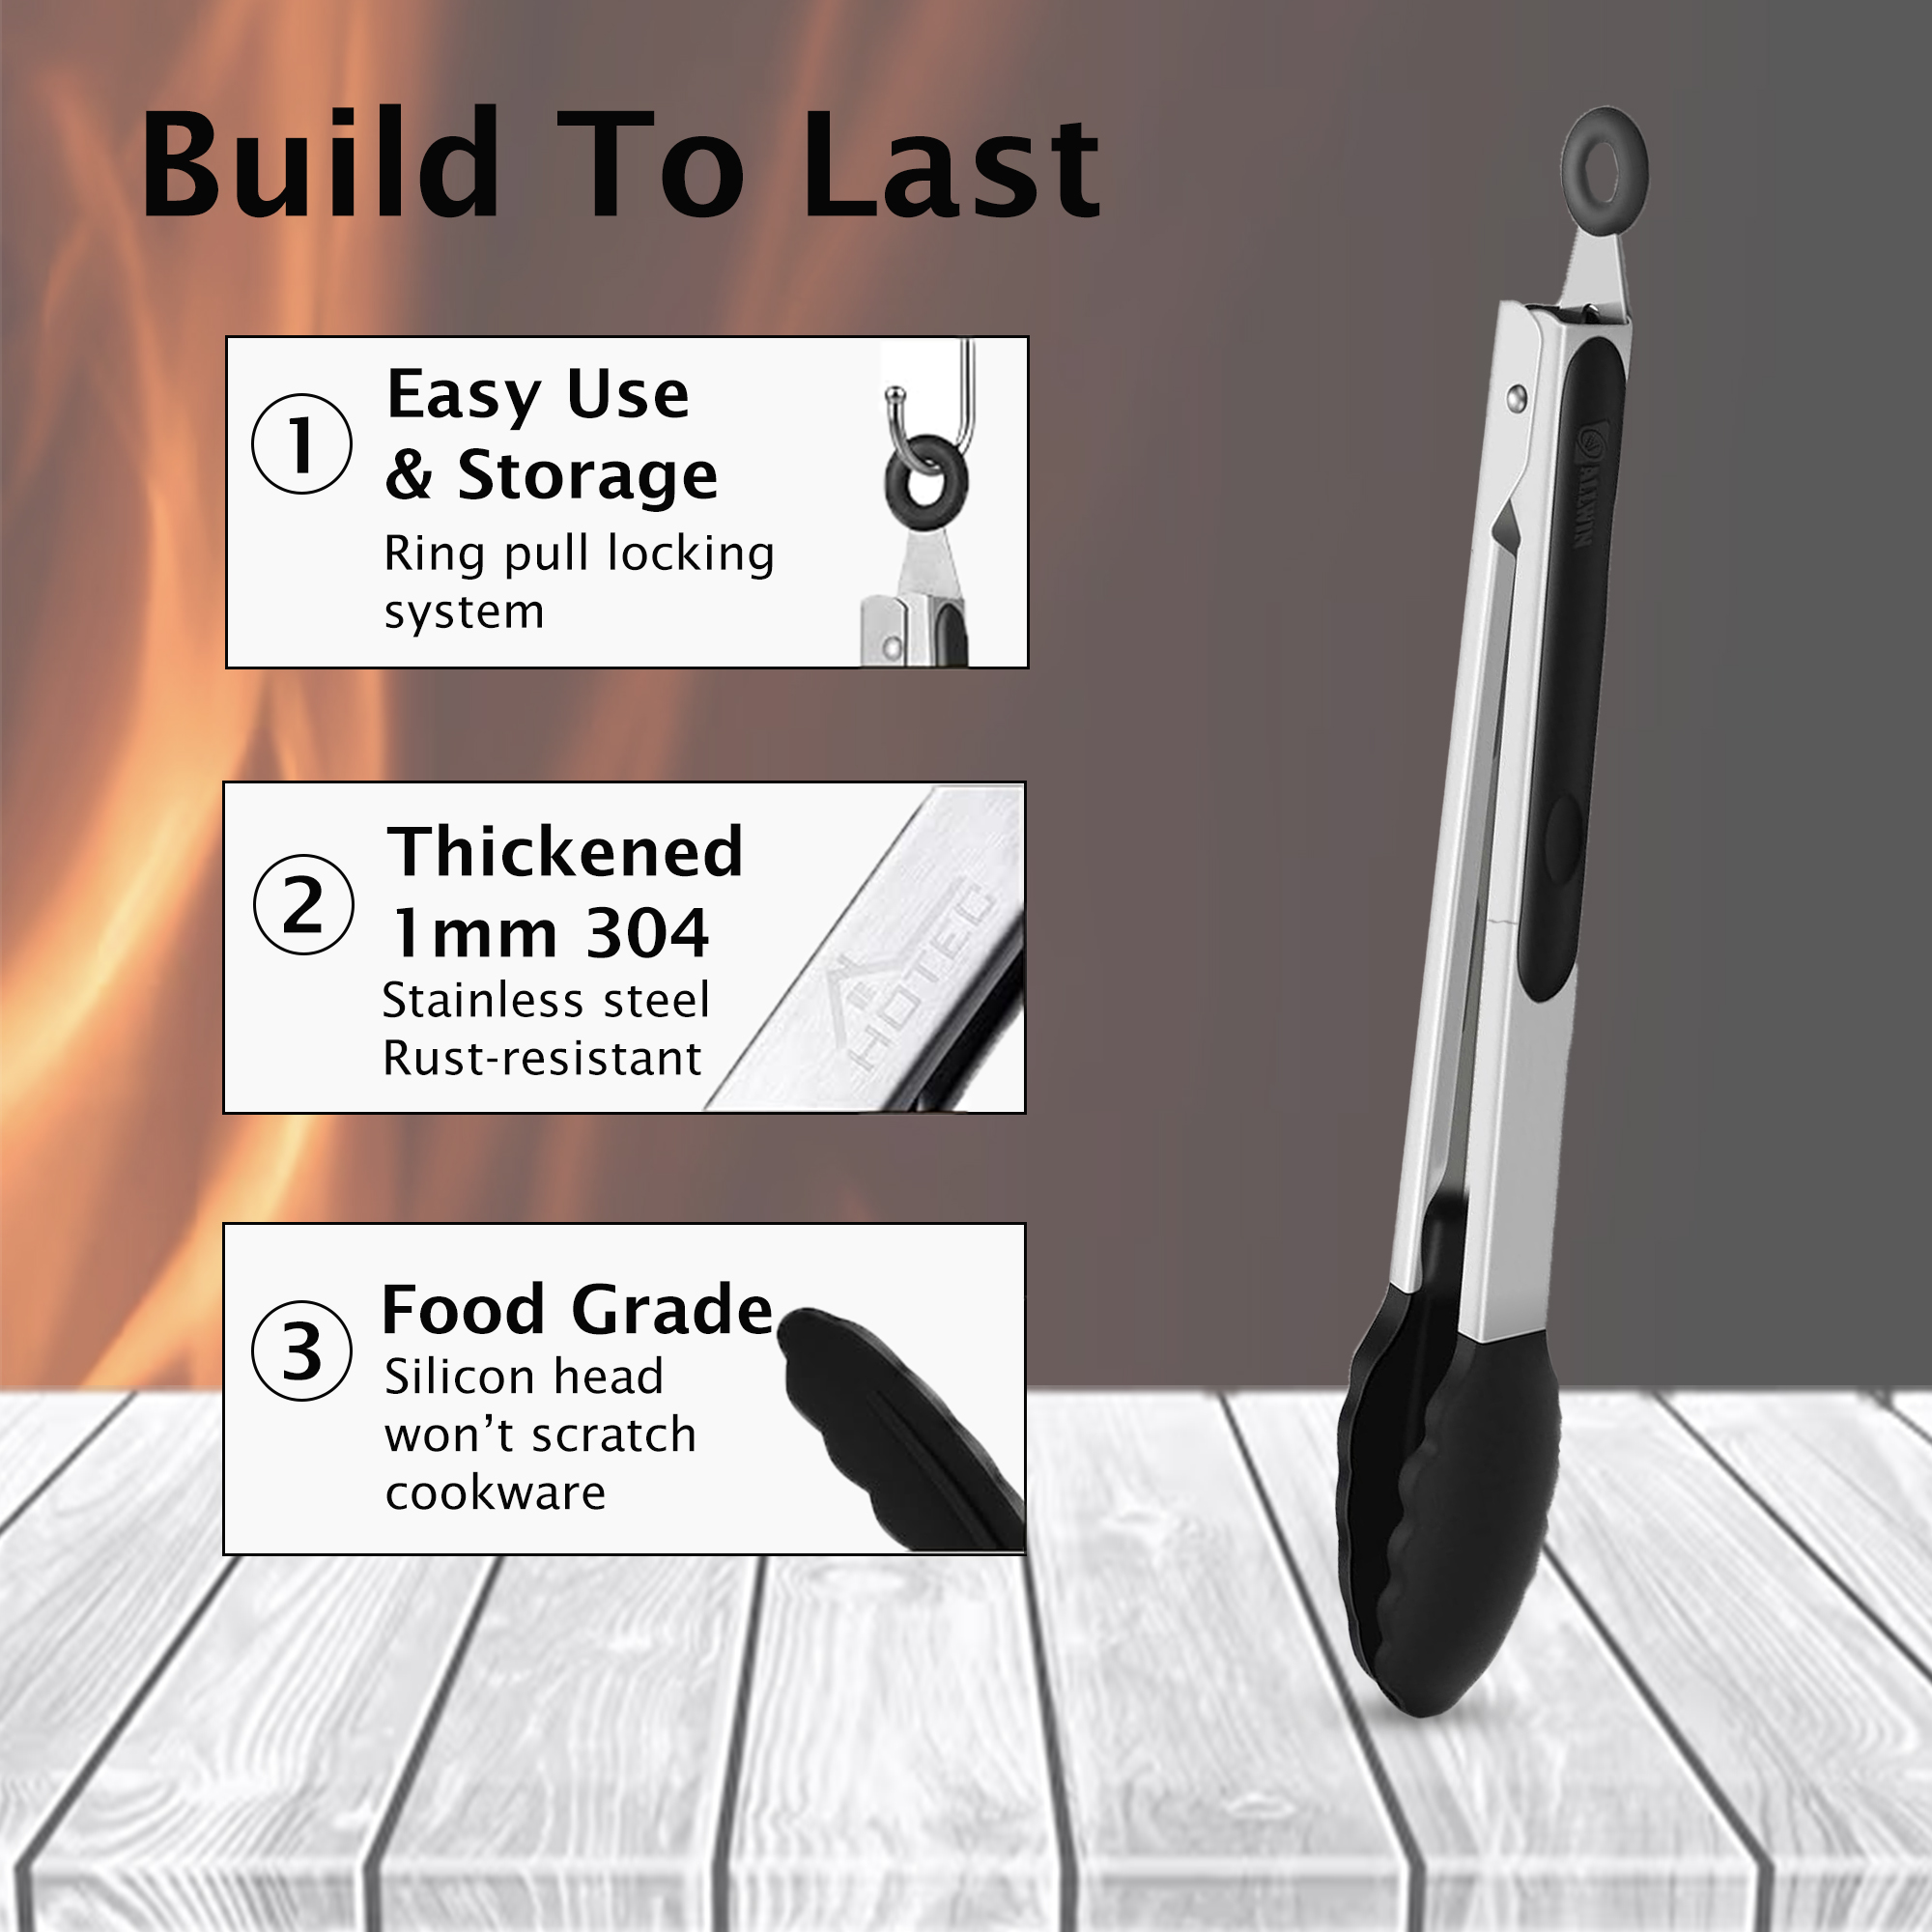 Build To Last
1
Easy Use
& Storage
Ring pull locking
system
ALLWIN
2
Thickened
1mm 304
Stainless steel
Rust-resistant
HOTEC
3
Food Grade
Silicon head
won’t scratch
cookware